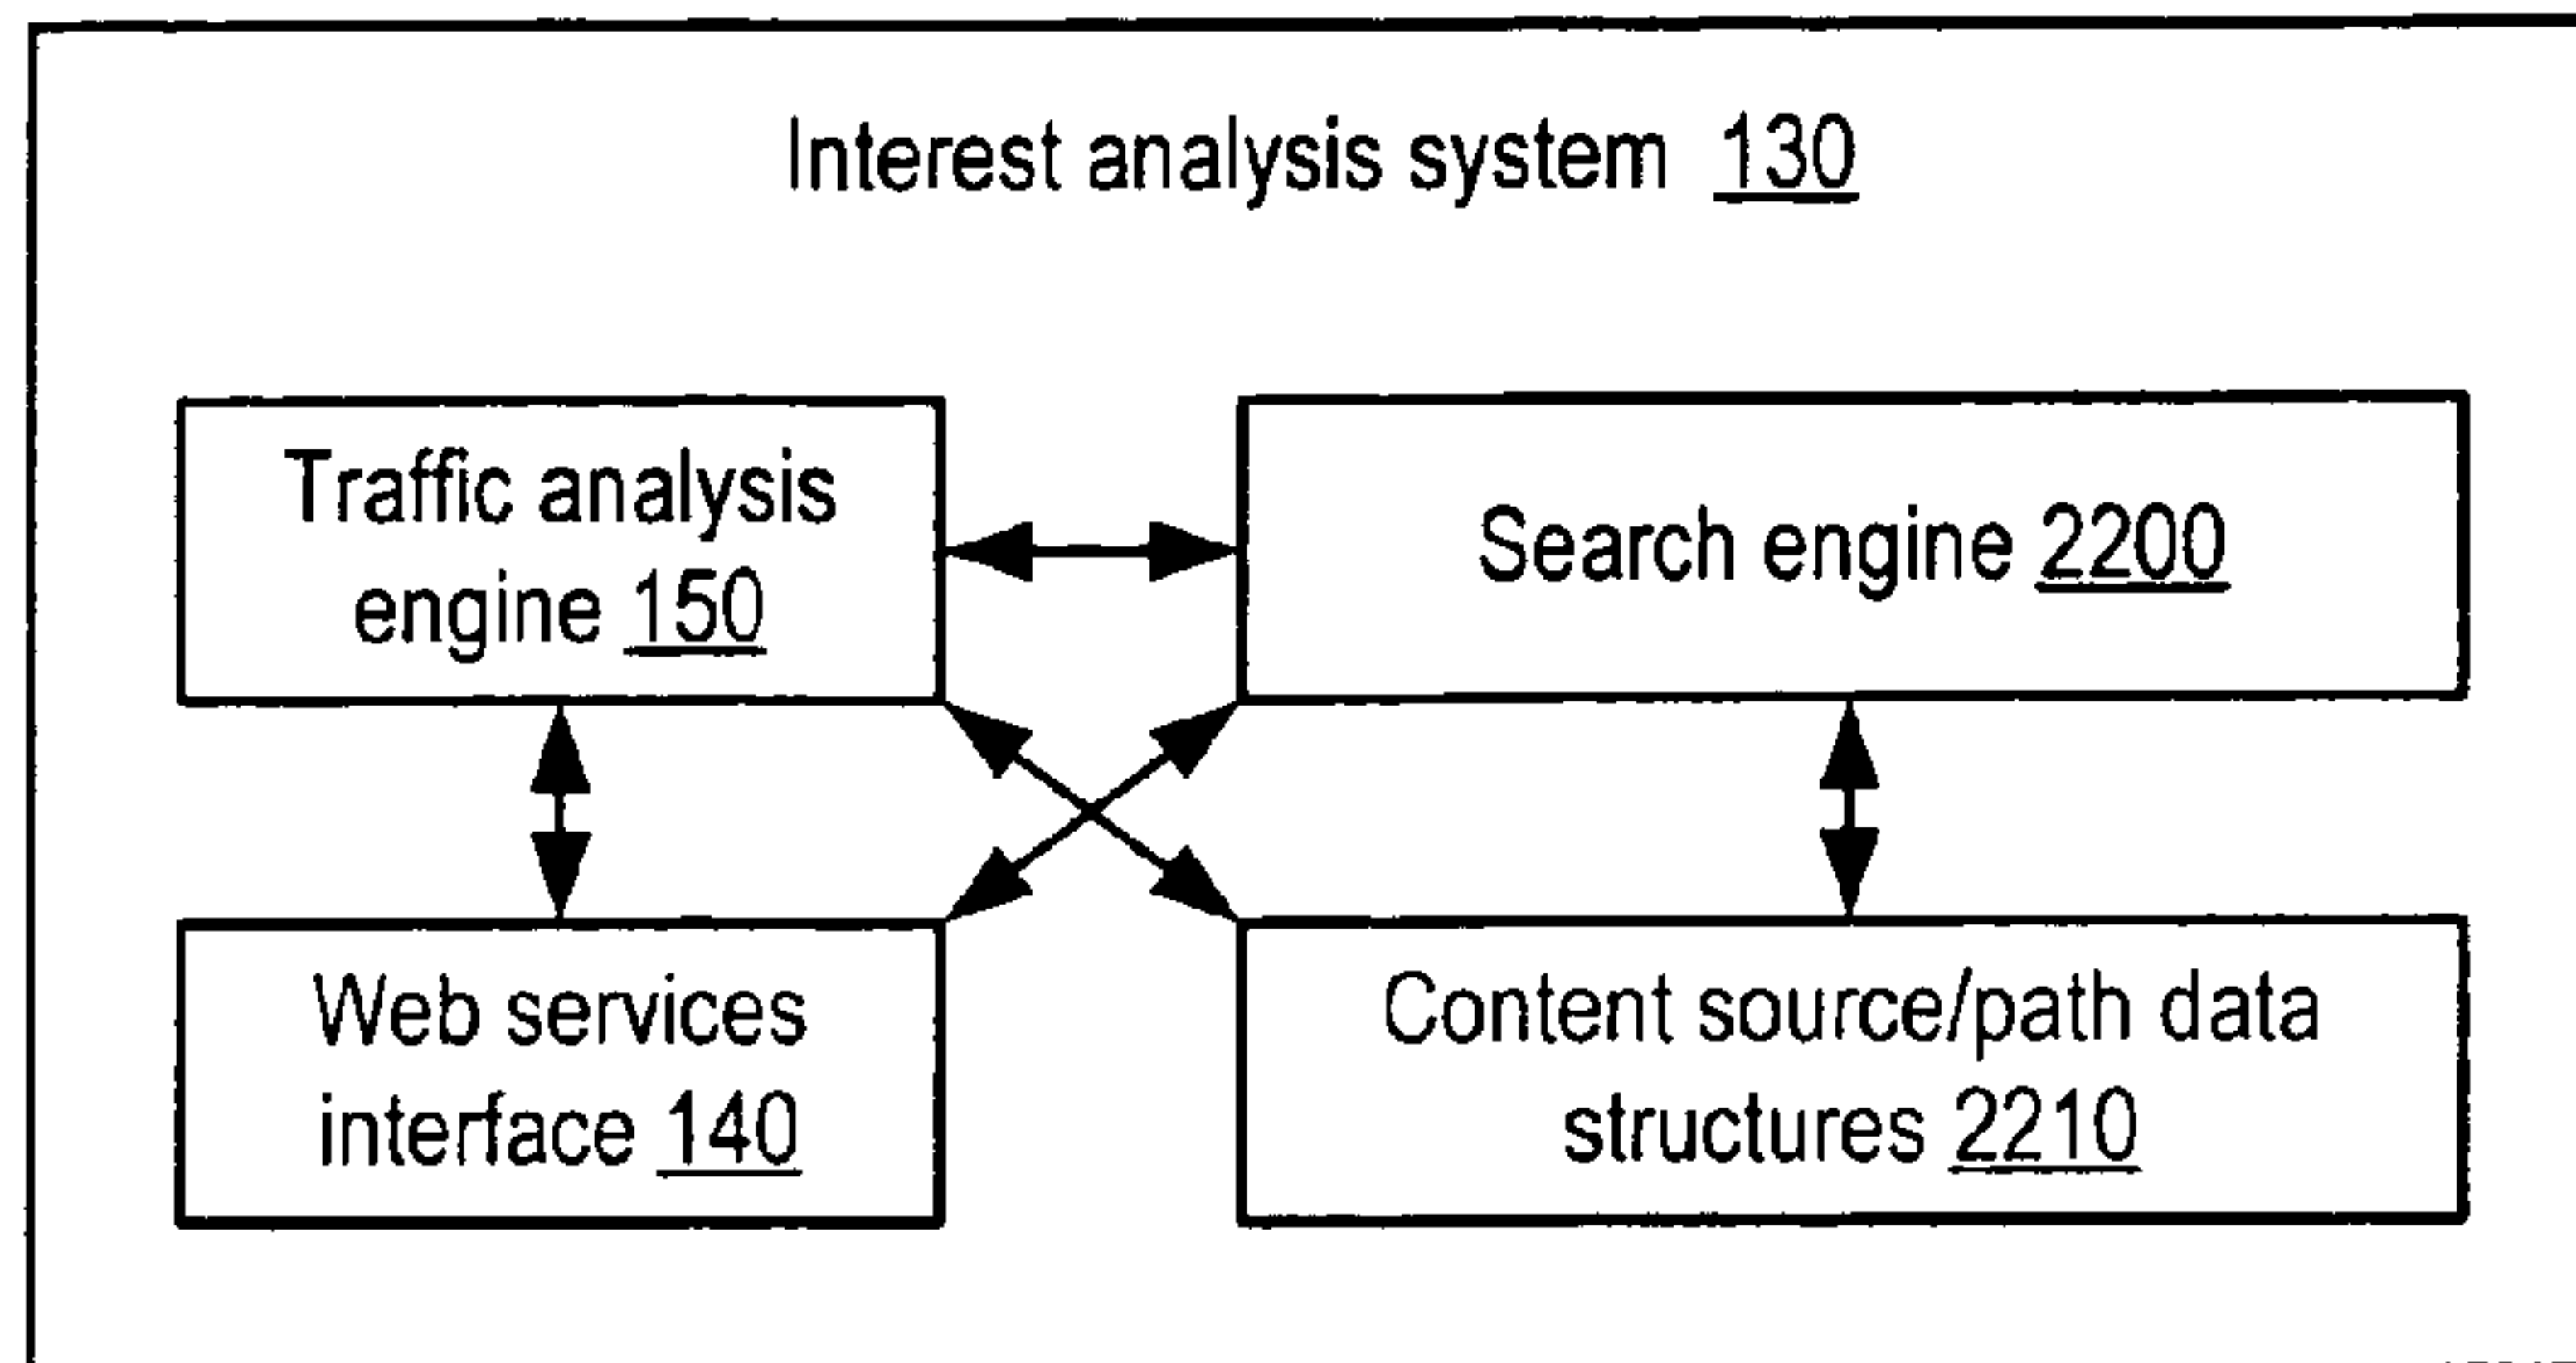 Interest analysis system 130
Traffic analysis
engine 150
Search engine 2200
Web services
interface 140
Content source/path data
structures 2210